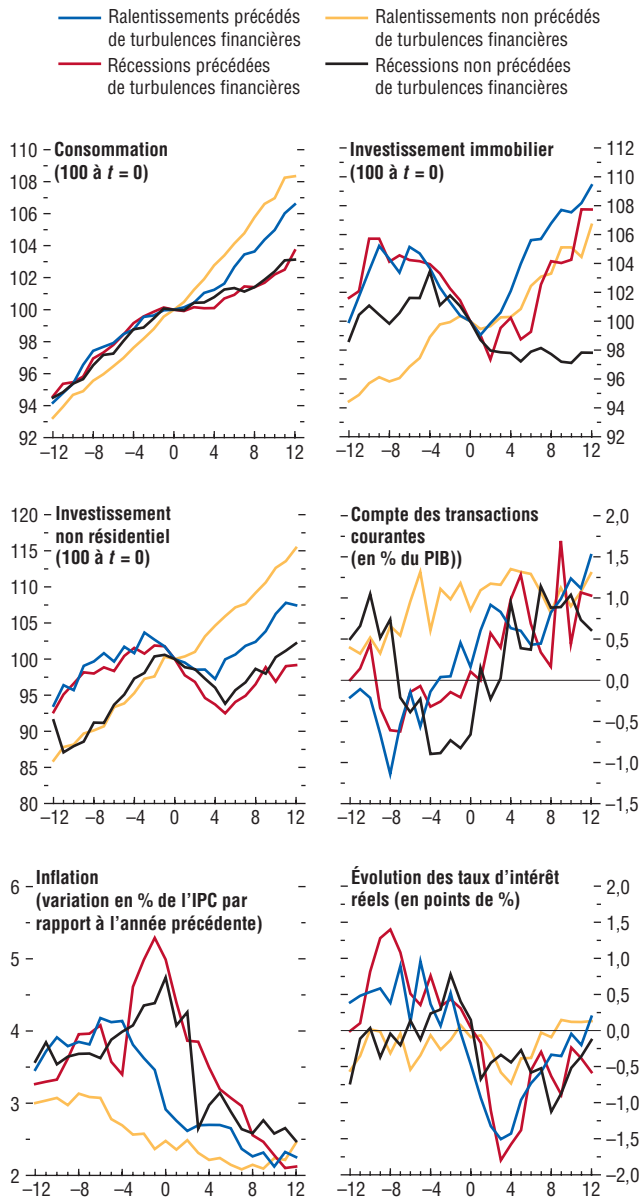 Ralentissements précédés
de turbulences financières
Ralentissements non précédés
de turbulences financières
Récessions précédées
de turbulences financières
Récessions non précédées
de turbulences financières
Consommation
(100 à t = 0)
110
108
106
104
102
100
98
96
94
92
–12 –8 –4 0 4 8 12
Investissement immobilier
(100 à t = 0)
112
110
108
106
104
102
100
98
96
94
92
–12 –8 –4 0 4 8 12
Investissement
non résidentiel
(100 à t = 0)
120
115
110
105
100
95
90
85
80
–12 –8 –4 0 4 8 12
Compte des transactions
courantes
(en % du PIB))
2,0
1,5
1,0
0,5
0,0
–0,5
–1,0
–1,5
–12 –8 –4 0 4 8 12
Inflation
(variation en % de l’IPC par
rapport à l’année précédente)
6
5
4
3
2
–12 –8 –4 0 4 8 12
Évolution des taux d’intérêt
réels (en points de %)
2,0
1,5
1,0
0,5
0,0
–0,5
–1,0
–1,5
–2,0
–12 –8 –4 0 4 8 12